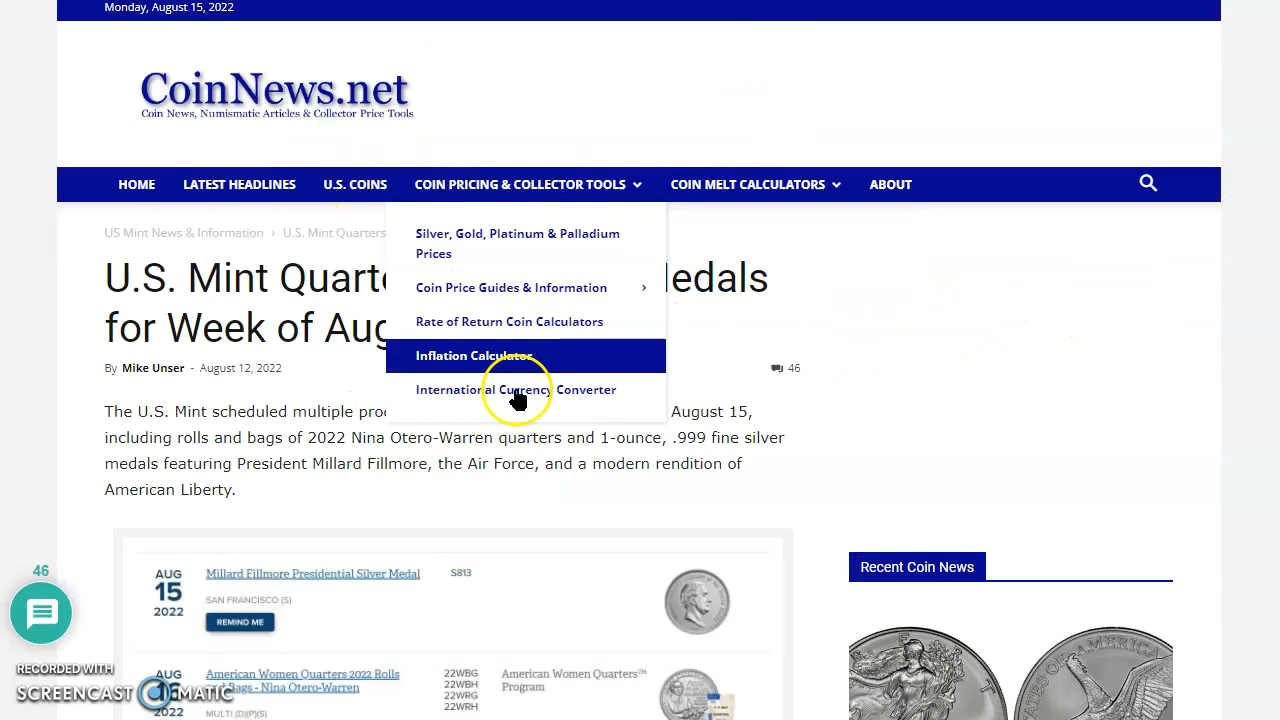 Monday, August 15, 2022
CoinNews.net
Coin News, Numismatic Articles & Collector Price Tools
HOME LATEST HEADLINES U.S. COINS COIN PRICING & COLLECTOR TOOLS COIN MELT CALCULATORS ABOUT
US Mint News & Information › U.S. Mint Quarters
Silver, Gold, Platinum & Palladium
Prices
Coin Price Guides & Information
Rate of Return Coin Calculators
Inflation Calculator
International Currency Converter
U.S. Mint Quarte edals
for Week of Aug
By Mike Unser - August 12, 2022
46
The U.S. Mint scheduled multiple pro August 15,
including rolls and bags of 2022 Nina Otero-Warren quarters and 1-ounce, .999 fine silver
medals featuring President Millard Fillmore, the Air Force, and a modern rendition of
American Liberty.
AUG
15
2022
Millard Fillmore Presidential Silver Medal S813
SAN FRANCISCO (S)
REMIND ME
2022
American Women Quarters 2022 Rolls
and Bags - Nina Otero-Warren
MULTI (D)(P)(S)
22WBG
22WBH
22WRG
22WRH
American Women Quarters™
Program
Recent Coin News
46
RECORDED WITH
SCREENCAST MATIC